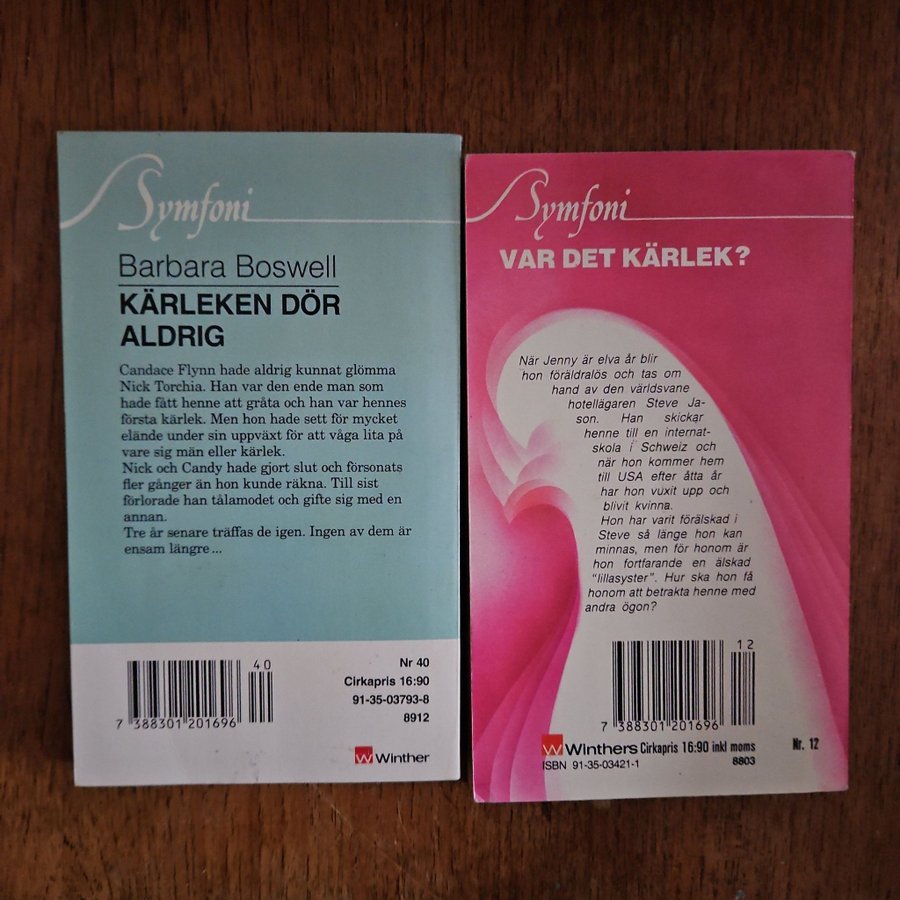 Symfoni
Barbara Boswell
KÄRLEKEN DÖR
ALDRIG
Candace Flynn hade aldrig kunnat glömma
Nick Torchia. Han var den ende man som
hade fått henne att gråta och han var hennes
första kärlek. Men hon hade sett för mycket
elände under sin uppväxt för att våga lita på
vare sig män eller kärlek.
Nick och Candy hade gjort slut och försonats
fler gånger än hon kunde räkna. Till sist
förlorade han tålamodet och gifte sig med en
annan.
Tre år senare träffas de igen. Ingen av dem är
ensam längre ...
40
7 388301 201696
Nr 40
Cirkapris 16:90
91-35-03793-8
8912
W Winther
Symfoni
VAR DET KÄRLEK?
När Jenny är elva år blir
hon föräldralös och tas om
hand av den världsvane
hotellägaren Steve Ja-
son. Han skickar
henne till en internat-
skola i Schweiz och
när hon kommer hem
till USA efter åtta år
har hon vuxit upp och
blivit kvinna.
Hon har varit förälskad i
Steve så länge hon kan
minnas, men för honom är
hon fortfarande en älskad
"lillasyster". Hur ska hon få
honom att betrakta henne med
andra ögon?
12
7 388301 201696
W Winthers Cirkapris 16:90 inkl moms
Nr. 12
ISBN 91-35-03421-1
8803